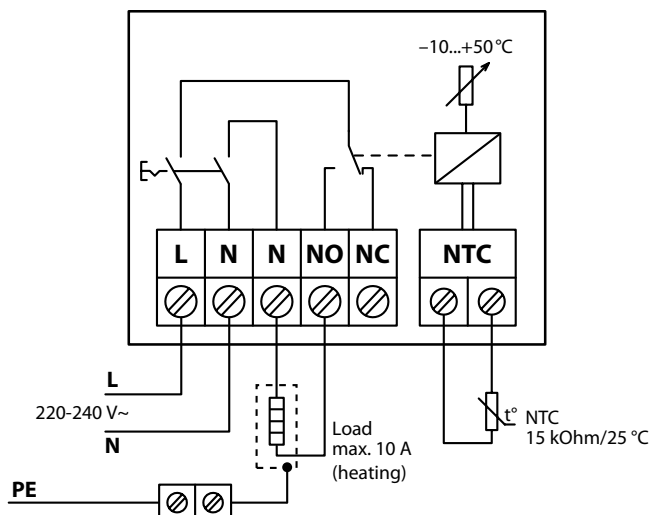 –10...+50 °C
L N N NO NC NTC
L
220-240 V~
N
Load
max. 10 A
(heating)
t° NTC
15 kOhm/25 °C
PE